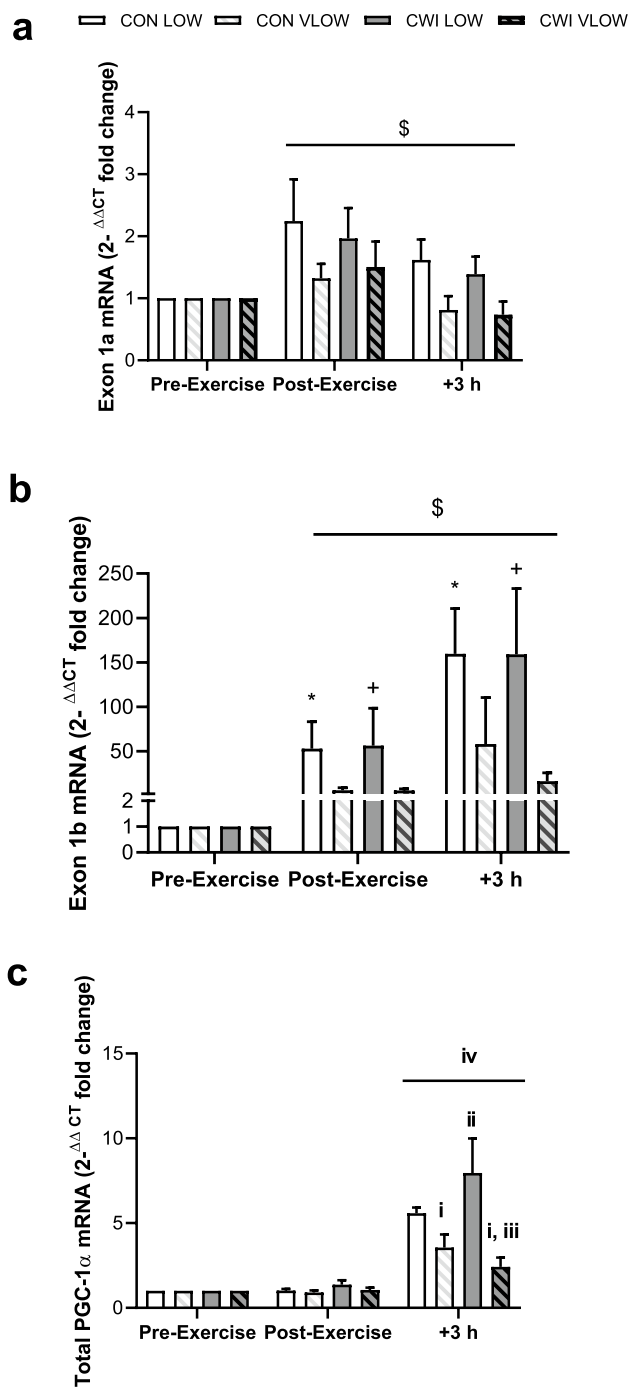 a
CON LOW CON VLOW CWI LOW CWI VLOW
Exon 1a mRNA (2- ΔΔCT fold change)
4
$
3
2
1
0
Pre-Exercise Post-Exercise +3 h
b
$
Exon 1b mRNA (2- ΔΔCT fold change)
250
+
*
200
150
* +
100
50
2
1
0
Pre-Exercise Post-Exercise +3 h
c
Total PGC-1α mRNA (2-ΔΔ CT fold change)
15
iv
ii
10
i
i, iii
5
0
Pre-Exercise Post-Exercise +3 h